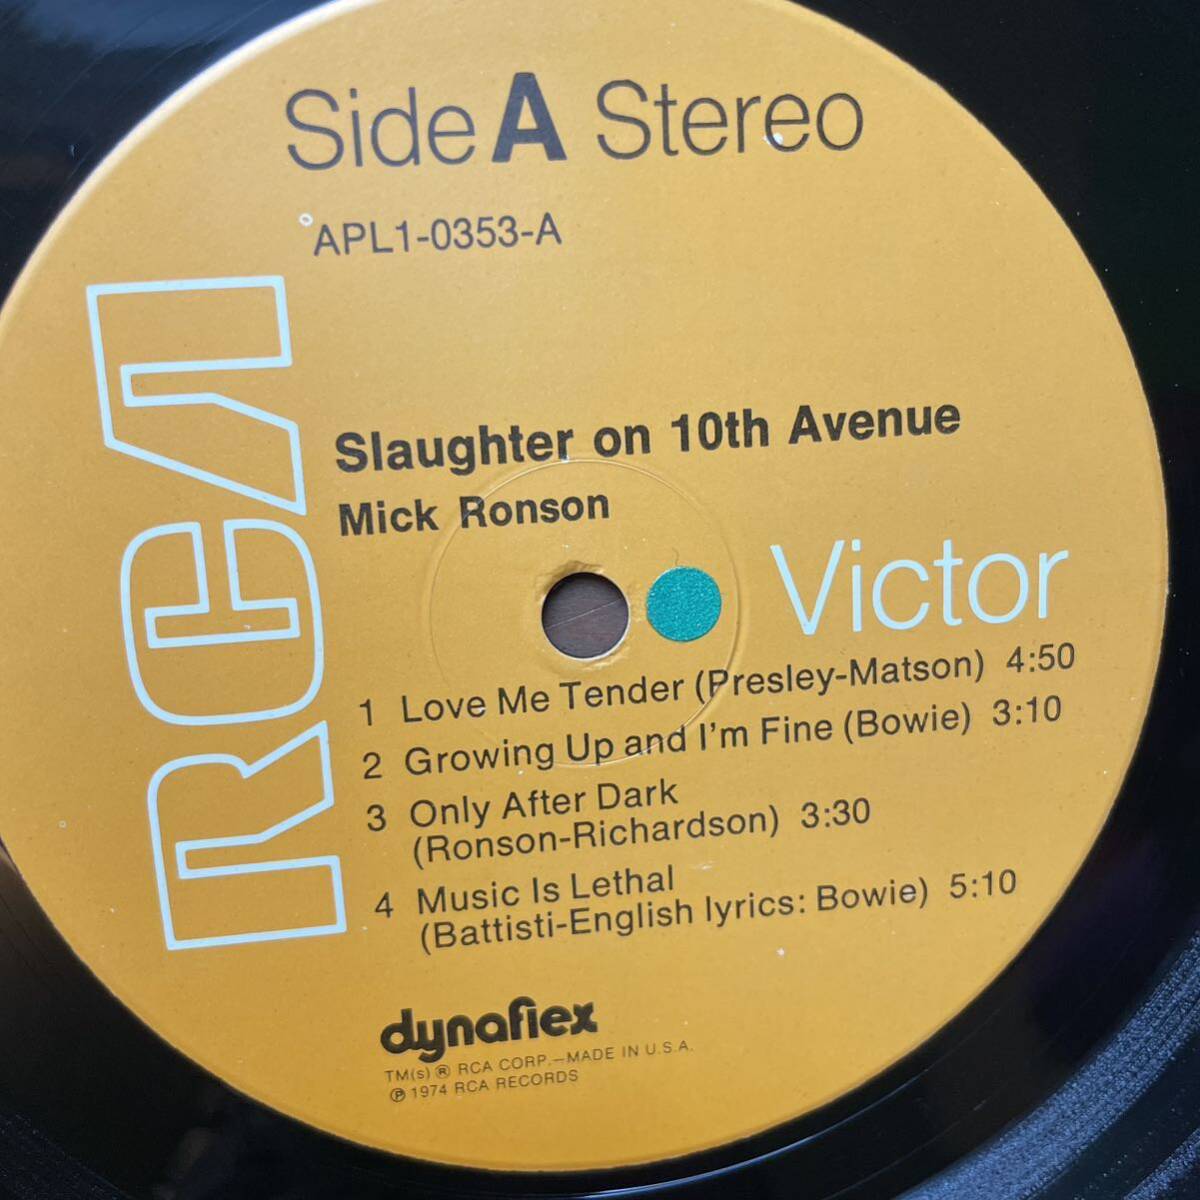 Side A Stereo
APL1-0353-A
RCA
Slaughter on 10th Avenue
Mick Ronson
Victor
1 Love Me Tender (Presley-Matson) 4:50
2 Growing Up and I'm Fine (Bowie) 3:10
3 Only After Dark
(Ronson-Richardson) 3:30
4 Music Is Lethal
(Battisti-English lyrics: Bowie) 5:10
dynaflex
TM(s) ® RCA CORP.—MADE IN U.S.A.
℗ 1974 RCA RECORDS